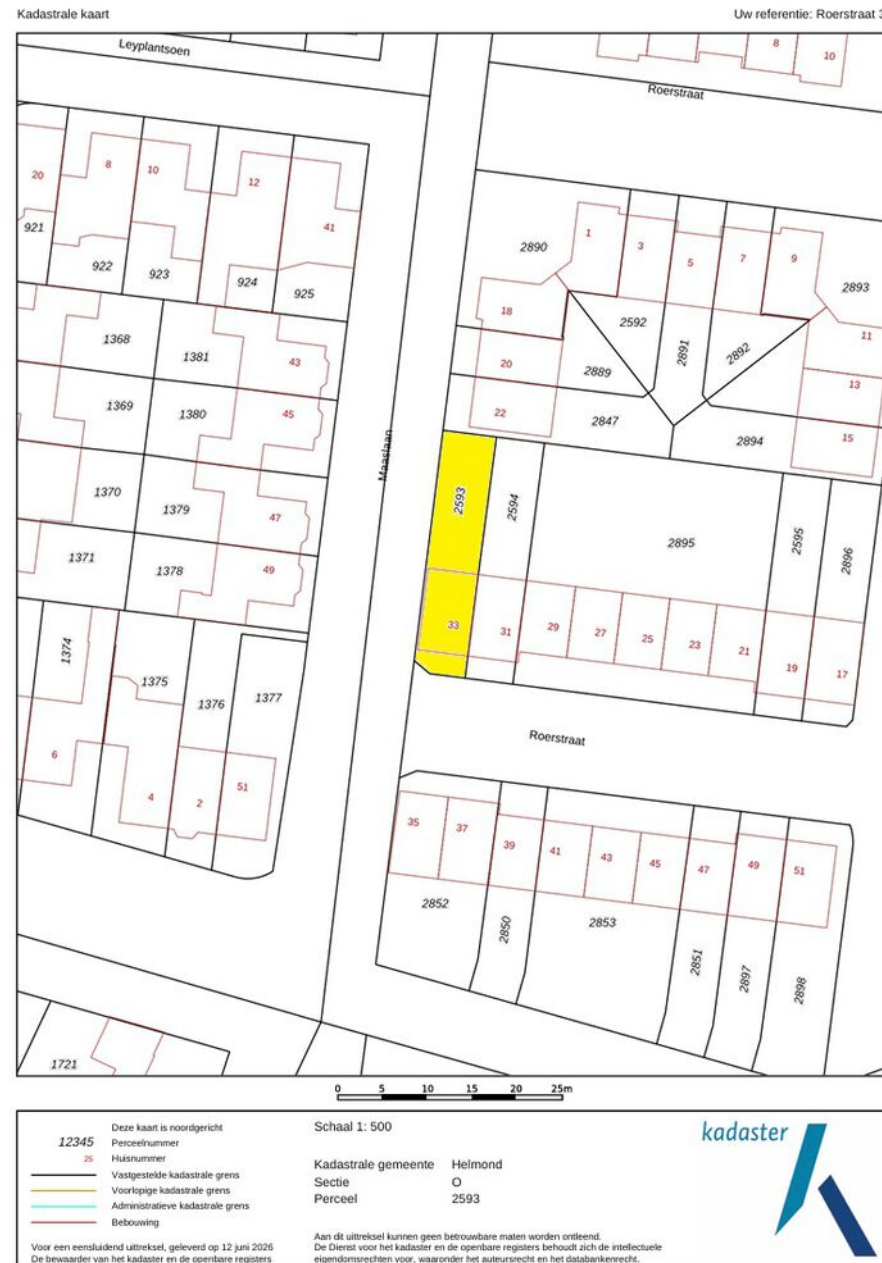 Kadastrale kaart Uw referentie: Roerstraat 3
Leyplantsoen
8 10
Roerstraat
20 8 10 12 41
921 922 923 924 925
2890 1 3 5 7 9 2893
18 2592 2891 2892 11
1368 1381 43
20 2889 13
1369 1380 45
22 2847 2894 15
Maaslaan
1370 1379 47
2593 2594 2895 2595 2896
1371 1378 49
33 31 29 27 25 23 21 19 17
1374 1375 1376 1377
Roerstraat
6 4 2 51
35 37 39 41 43 45 47 49 51
2852 2850 2853 2851 2897 2898
1721
0 5 10 15 20 25m
Deze kaart is noordgericht
12345 Perceelnummer
25 Huisnummer
Vastgestelde kadastrale grens
Voorlopige kadastrale grens
Administratieve kadastrale grens
Bebouwing
Voor een eensluidend uittreksel, geleverd op 12 juni 2026
De bewaarder van het kadaster en de openbare registers
Schaal 1: 500
Kadastrale gemeente Helmond
Sectie O
Perceel 2593
Aan dit uittreksel kunnen geen betrouwbare maten worden ontleend.
De Dienst voor het kadaster en de openbare registers behoudt zich de intellectuele
eigendomsrechten voor, waaronder het auteursrecht en het databankenrecht.
kadaster